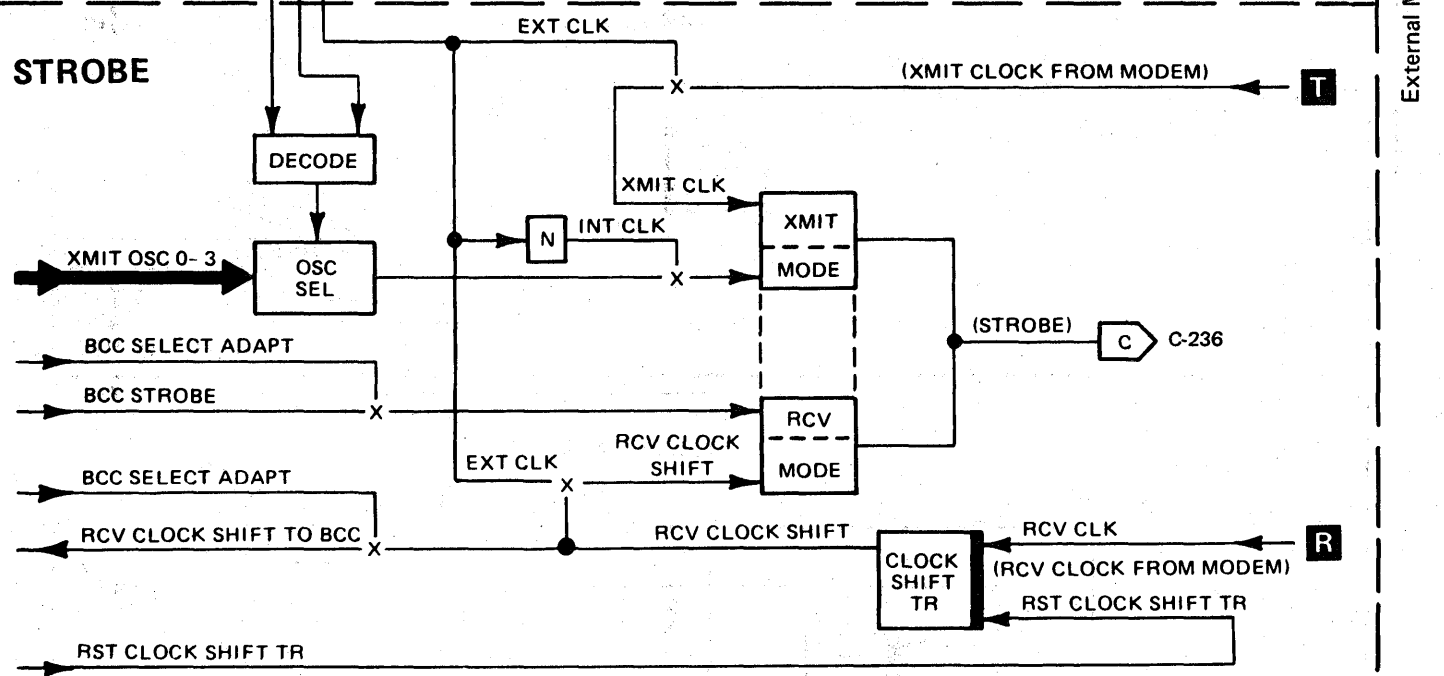 EXT CLK
External
STROBE
(XMIT CLOCK FROM MODEM)
T
X
DECODE
XMIT CLK
XMIT
MODE
N
INT CLK
X
XMIT OSC 0-3
OSC
SEL
(STROBE)
C
C-236
BCC SELECT ADAPT
BCC STROBE
X
RCV
MODE
RCV CLOCK
SHIFT
EXT CLK
X
BCC SELECT ADAPT
RCV CLOCK SHIFT TO BCC
X
RCV CLOCK SHIFT
CLOCK
SHIFT
TR
RCV CLK
R
(RCV CLOCK FROM MODEM)
RST CLOCK SHIFT TR
RST CLOCK SHIFT TR